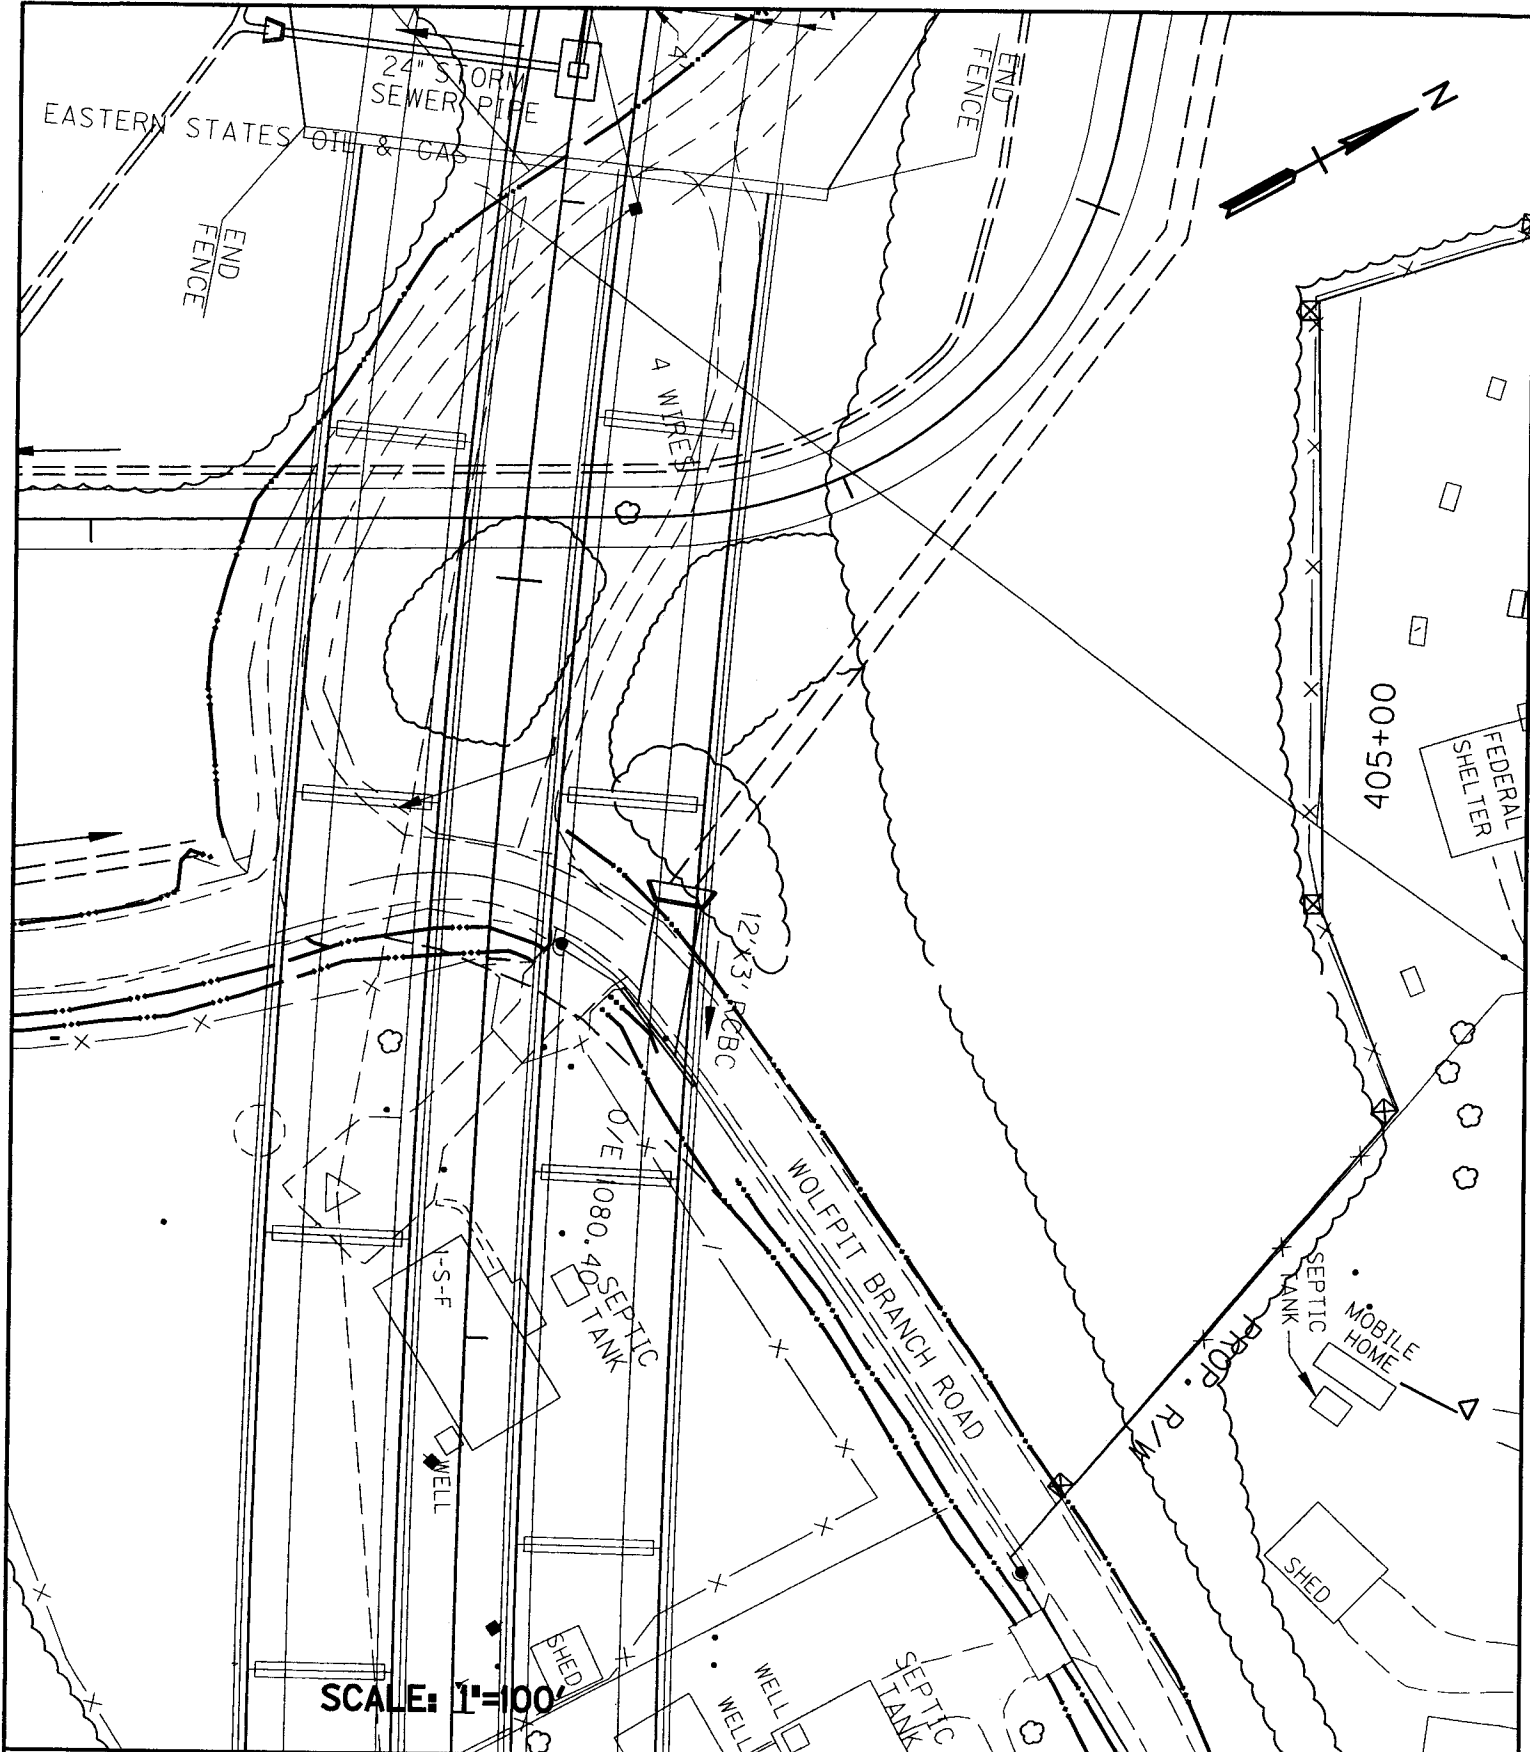 24" STORM
SEWER PIPE
EASTERN STATES OIL & GAS
END
FENCE
END
FENCE
N
4 WIRES
405+00
FEDERAL
SHELTER
12'X3' RCBC
O/E 1080.40
WOLFPIT BRANCH ROAD
1-S-F
SEPTIC
TANK
SEPTIC
TANK
MOBILE
HOME
PROP. R/W
WELL
SHED
SHED
WELL
WELL
SEPTIC
TANK
SCALE: 1"=100'